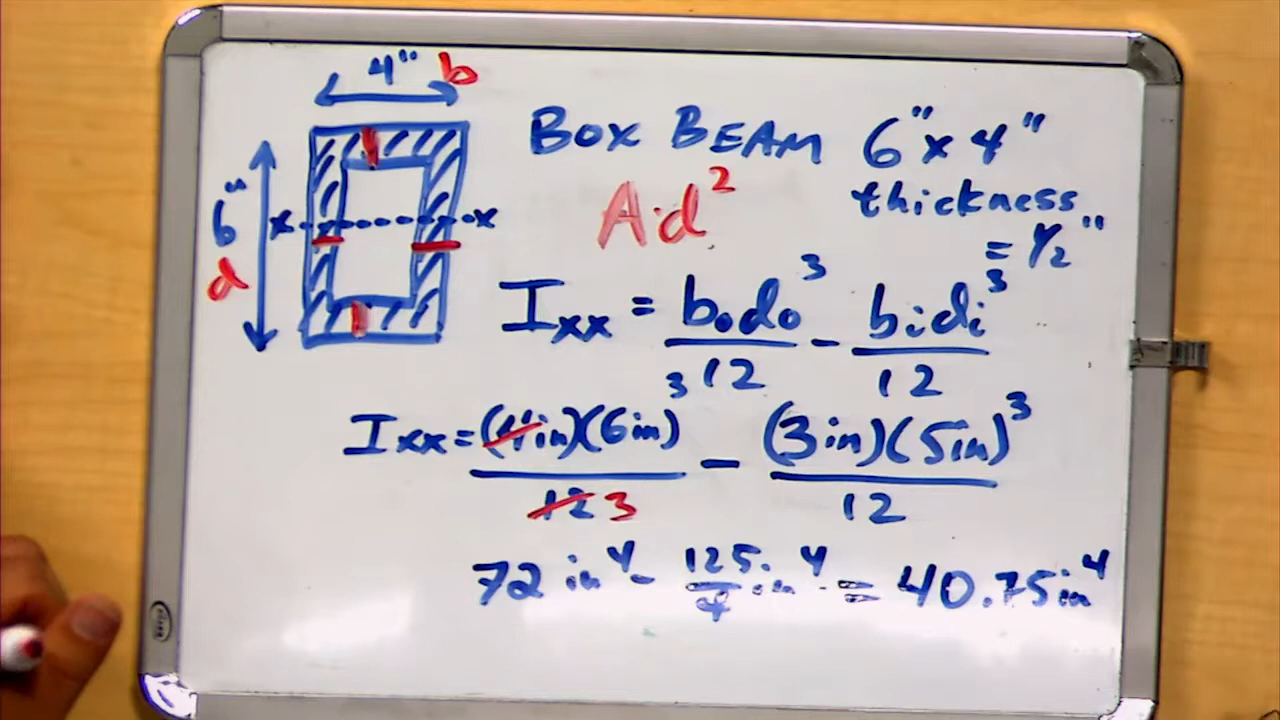 4" b
BOX BEAM 6" x 4"
thickness
= 1/2"
Ad²
6"
d
x x
Ixx = bₒdₒ³/12 - bᵢdᵢ³/12
Ixx = (4in)(6in)³/12 3 - (3in)(5in)³/12
72 in⁴ - 125/4 in⁴ = 40.75in⁴